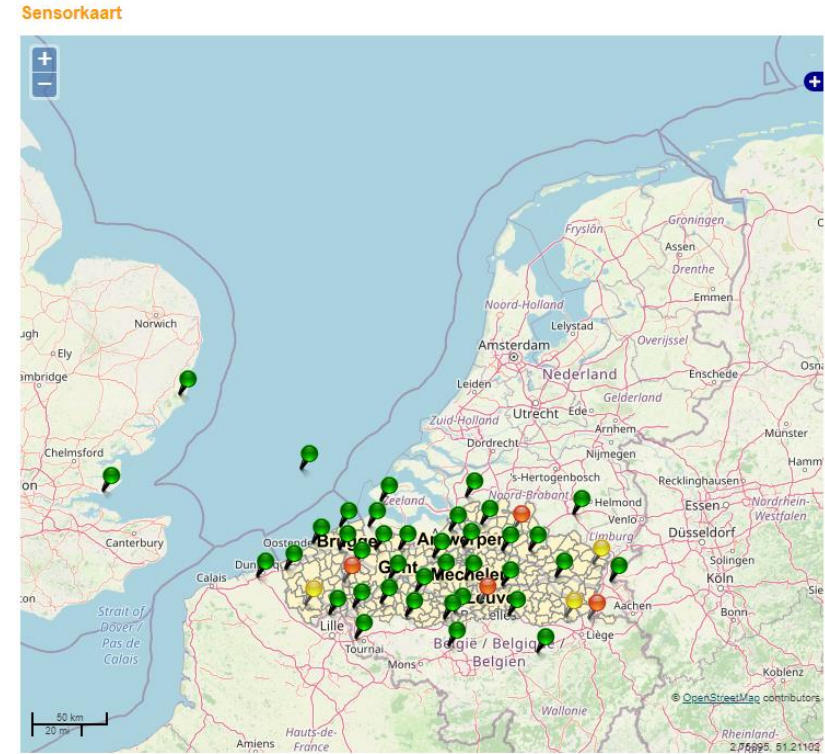 Sensorkaart
+
−
+
Groningen
Fryslân
Assen
Drenthe
Noord-Holland
Emmen
Norwich
Lelystad
Amsterdam
Overijssel
Ely
Nederland
Enschede
Leiden
Gelderland
Utrecht
Ede
Zuid-Holland
Arnhem
Münster
Dordrecht
Chelmsford
Nijmegen
's-Hertogenbosch
Recklinghausen
Noord-Brabant
Zeeland
Helmond
Essen
Nordrhein-
Westfalen
Venlo
Canterbury
Brugge
Antwerpen
Limburg
Düsseldorf
Solingen
Calais
Gent
Mechelen
Köln
Strait of
Dover /
Pas de
Calais
Aachen
Bonn
Lille
Liège
Tournai
België / Belgique /
Belgien
Mons
Koblenz
© OpenStreetMap contributors
Wallonie
50 km
20 mi
Hauts-de-
France
Amiens
Rheinland-